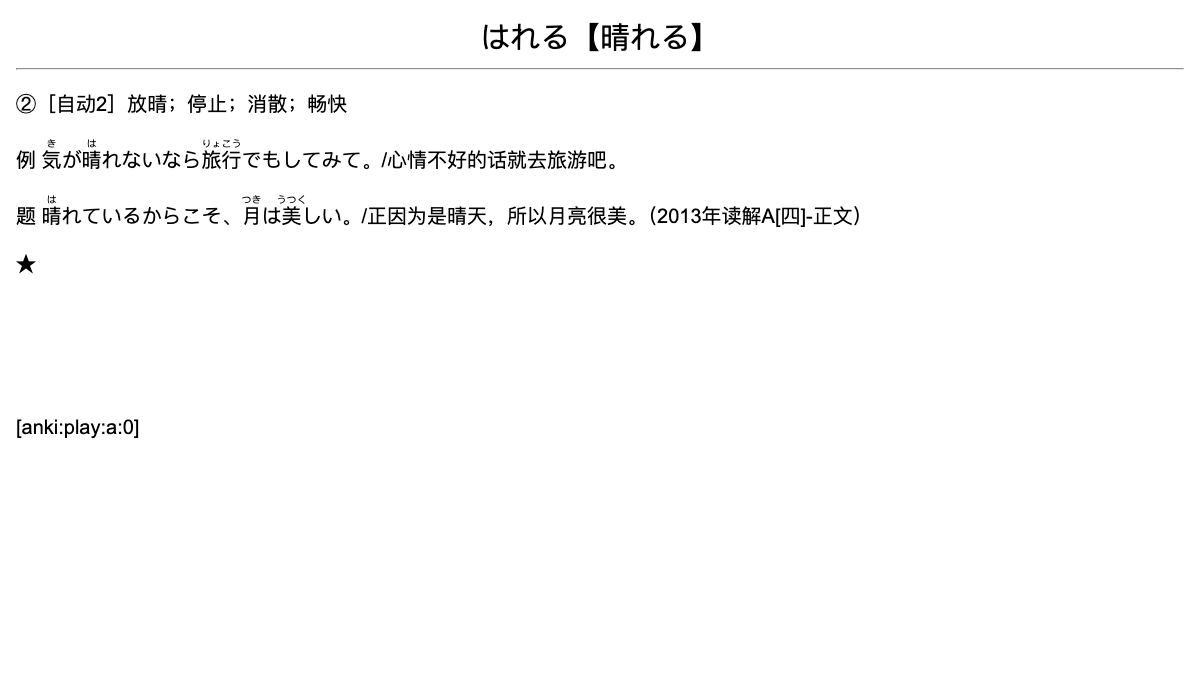 はれる【晴れる】
②［自动2］放晴；停止；消散；畅快
き は りょこう
例 気が晴れないなら旅行でもしてみて。/心情不好的话就去旅游吧。
は つき うつく
题 晴れているからこそ、月は美しい。/正因为是晴天，所以月亮很美。（2013年读解A[四]-正文）
★
[anki:play:a:0]